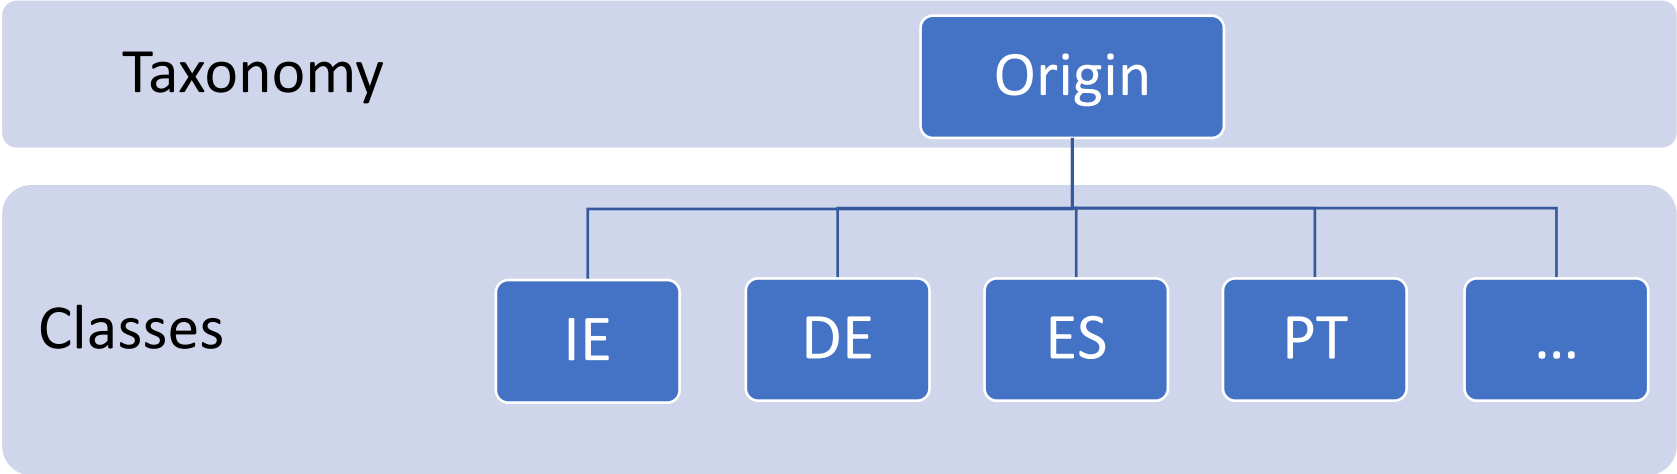 Taxonomy
Origin
Classes
IE
DE
ES
PT
...